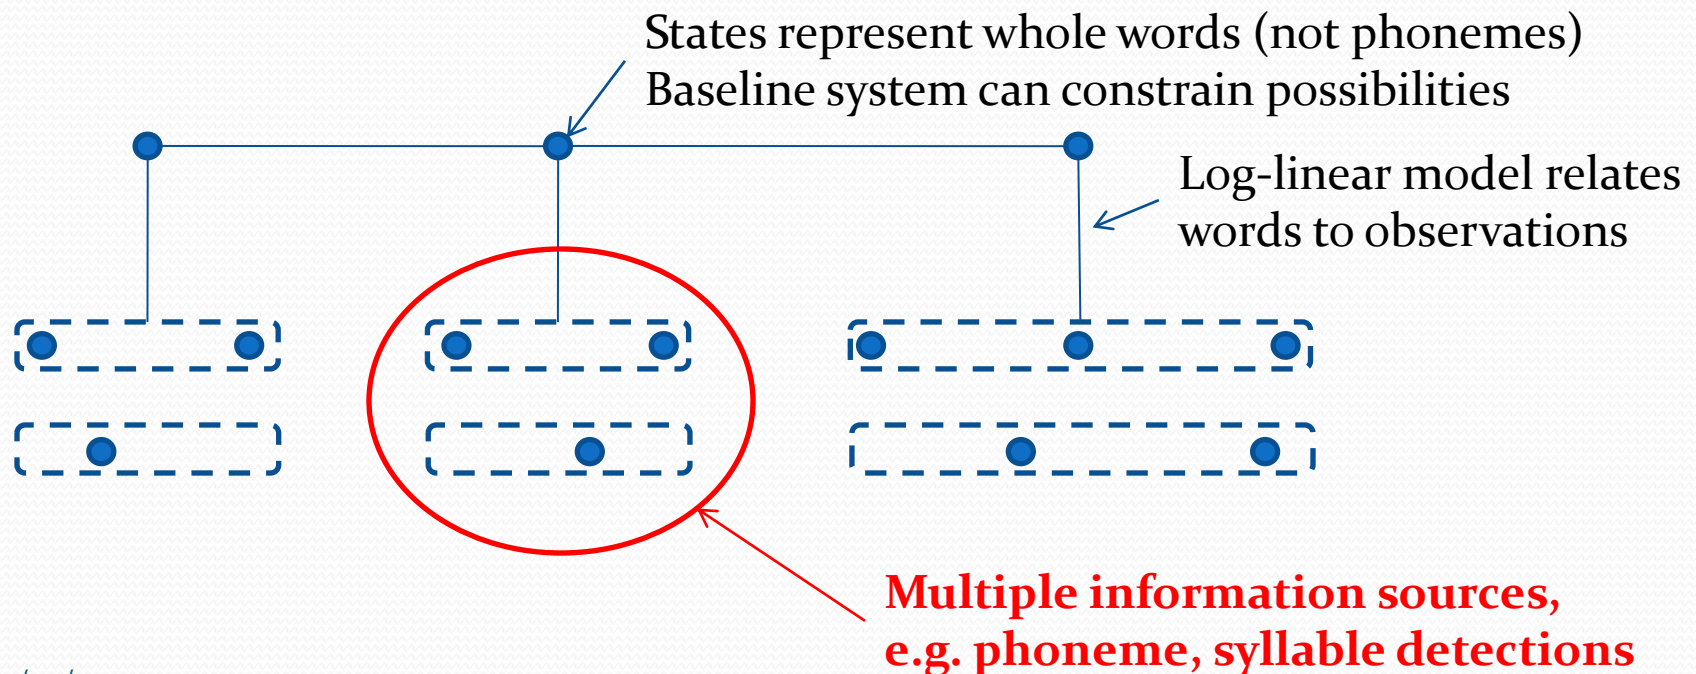 States represent whole words (not phonemes)
Baseline system can constrain possibilities
Log-linear model relates
words to observations
Multiple information sources,
e.g. phoneme, syllable detections